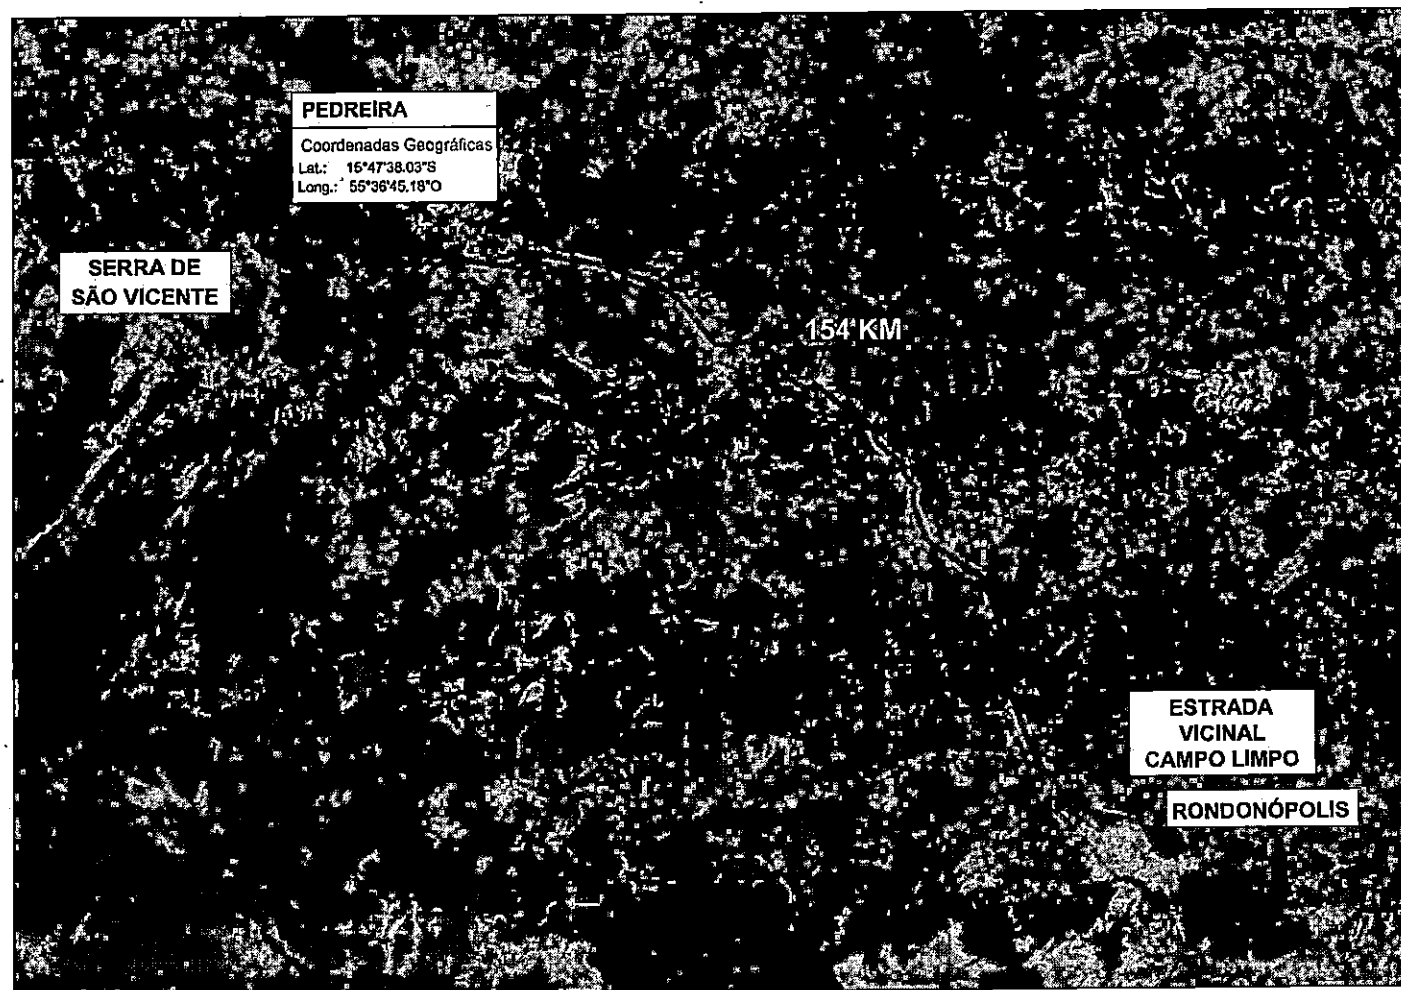 PEDREIRA
Coordenadas Geográficas
Lat.: 15°47'38.03"S
Long.: 55°36'45.18"O
SERRA DE
SÃO VICENTE
154 KM
ESTRADA
VICINAL
CAMPO LIMPO
RONDONÓPOLIS